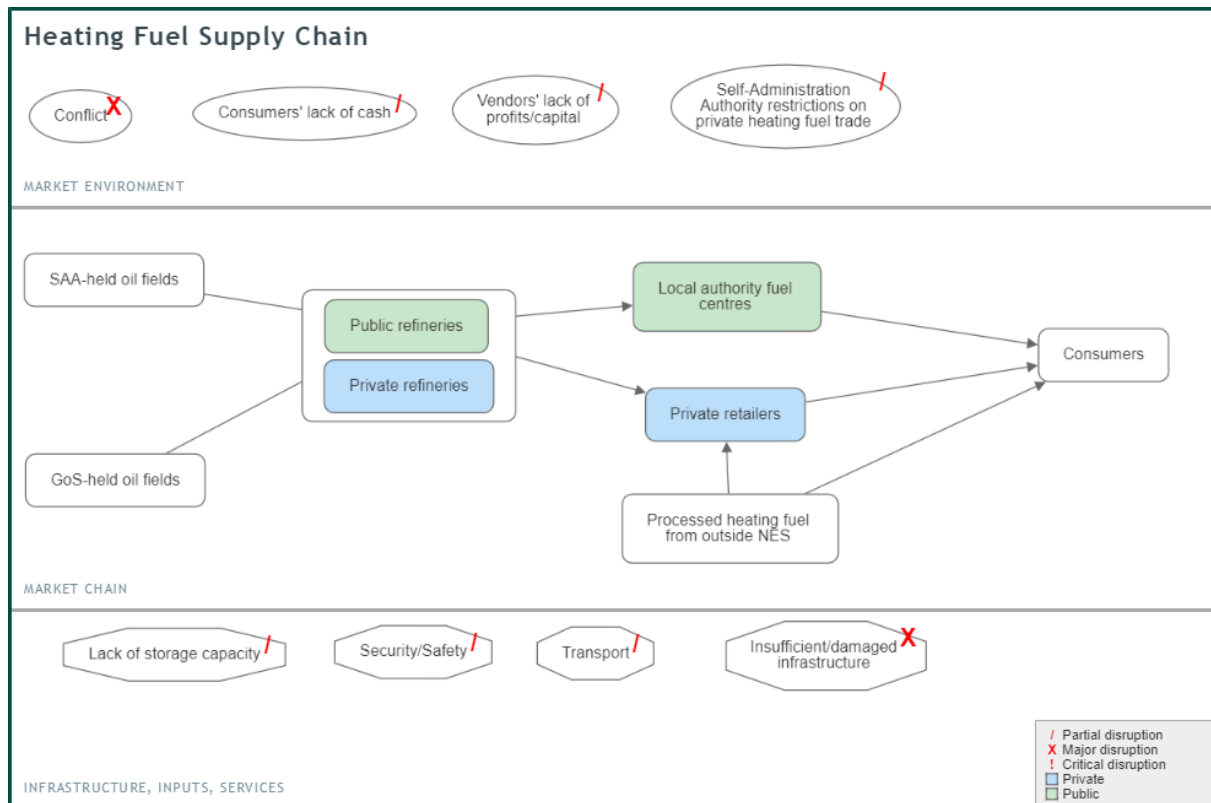 Heating Fuel Supply Chain
Conflict
X
Consumers' lack of cash
/
Vendors' lack of
profits/capital
/
Self-Administration
Authority restrictions on
private heating fuel trade
/
MARKET ENVIRONMENT
SAA-held oil fields
GoS-held oil fields
Public refineries
Private refineries
Local authority fuel
centres
Private retailers
Processed heating fuel
from outside NES
Consumers
MARKET CHAIN
Lack of storage capacity
/
Security/Safety
/
Transport
/
Insufficient/damaged
infrastructure
X
INFRASTRUCTURE, INPUTS, SERVICES
/ Partial disruption
X Major disruption
! Critical disruption
Private
Public